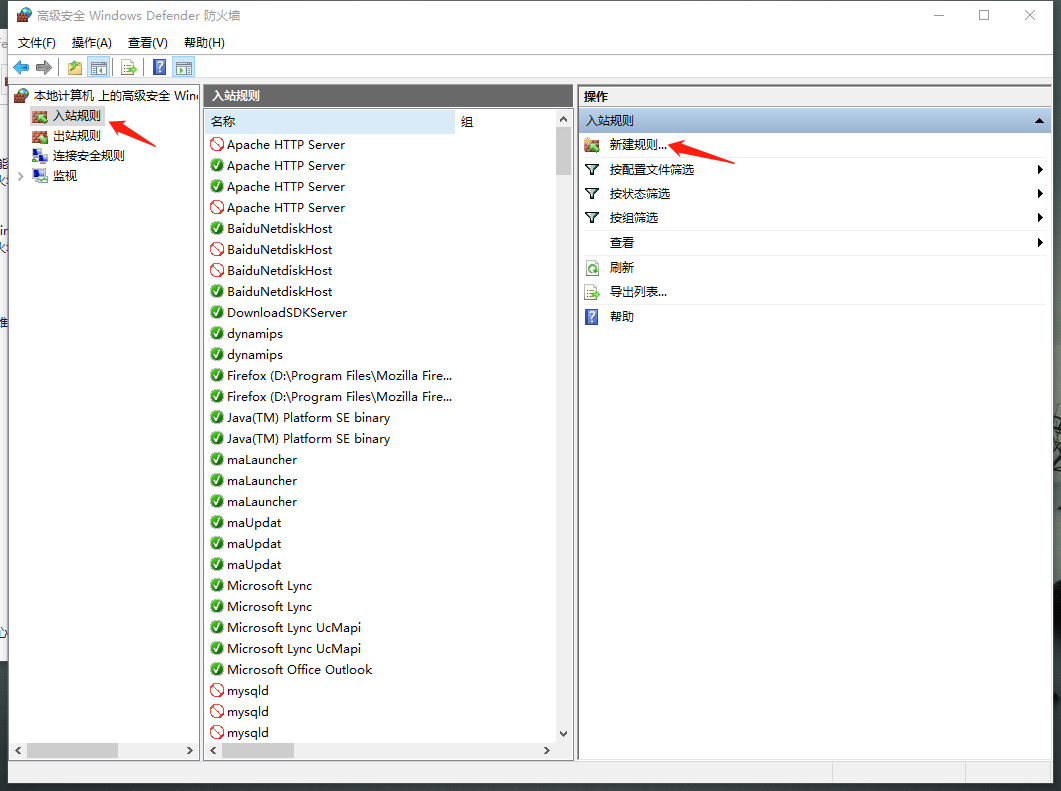 高级安全 Windows Defender 防火墙
文件(F) 操作(A) 查看(V) 帮助(H)
本地计算机 上的高级安全 Win
入站规则
出站规则
连接安全规则
监视
入站规则
名称 组
Apache HTTP Server
Apache HTTP Server
Apache HTTP Server
Apache HTTP Server
BaiduNetdiskHost
BaiduNetdiskHost
BaiduNetdiskHost
BaiduNetdiskHost
DownloadSDKServer
dynamips
dynamips
Firefox (D:\Program Files\Mozilla Fire...
Firefox (D:\Program Files\Mozilla Fire...
Java(TM) Platform SE binary
Java(TM) Platform SE binary
maLauncher
maLauncher
maLauncher
maUpdat
maUpdat
maUpdat
Microsoft Lync
Microsoft Lync
Microsoft Lync UcMapi
Microsoft Lync UcMapi
Microsoft Office Outlook
mysqld
mysqld
mysqld
操作
入站规则
新建规则...
按配置文件筛选
按状态筛选
按组筛选
查看
刷新
导出列表...
帮助